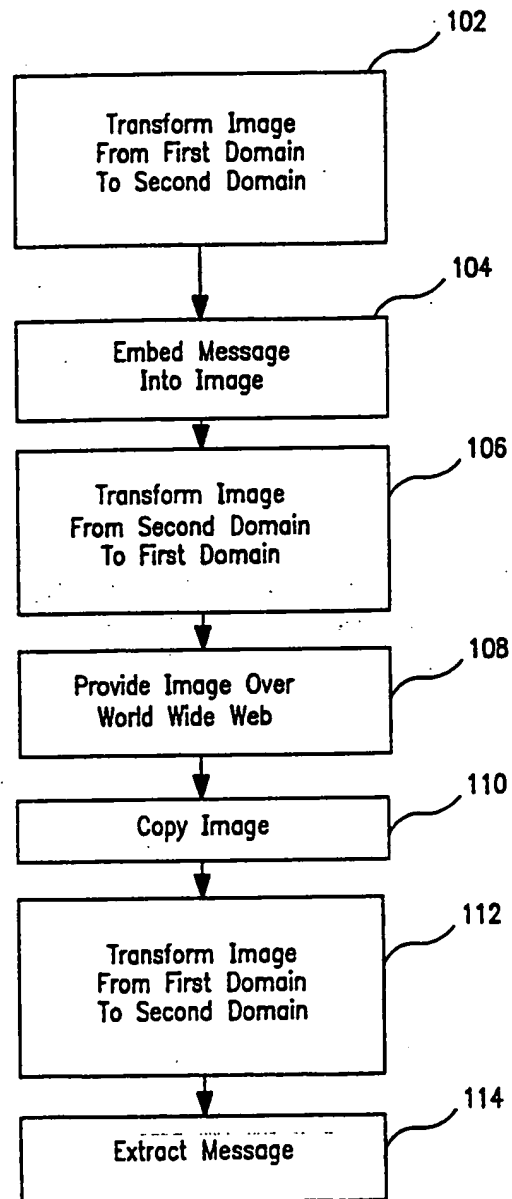 102
Transform Image
From First Domain
To Second Domain
104
Embed Message
Into Image
106
Transform Image
From Second Domain
To First Domain
108
Provide Image Over
World Wide Web
110
Copy Image
112
Transform Image
From First Domain
To Second Domain
114
Extract Message